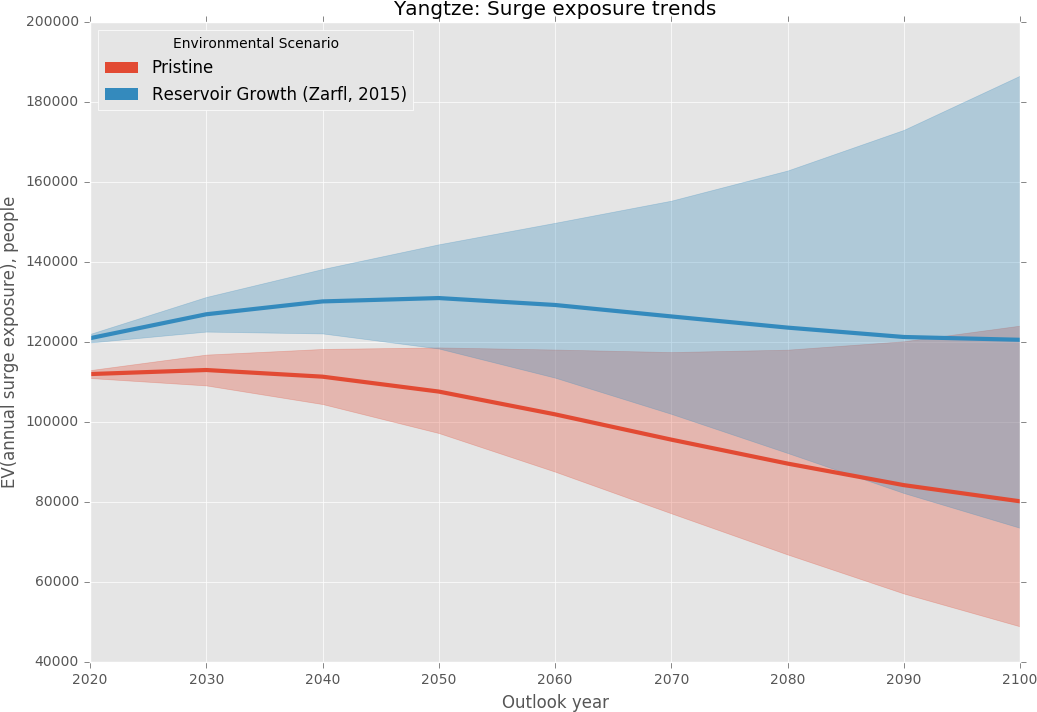 Yangtze: Surge exposure trends
Environmental Scenario
Pristine
Reservoir Growth (Zarfl, 2015)
EV(annual surge exposure), people
200000
180000
160000
140000
120000
100000
80000
60000
40000
2020 2030 2040 2050 2060 2070 2080 2090 2100
Outlook year